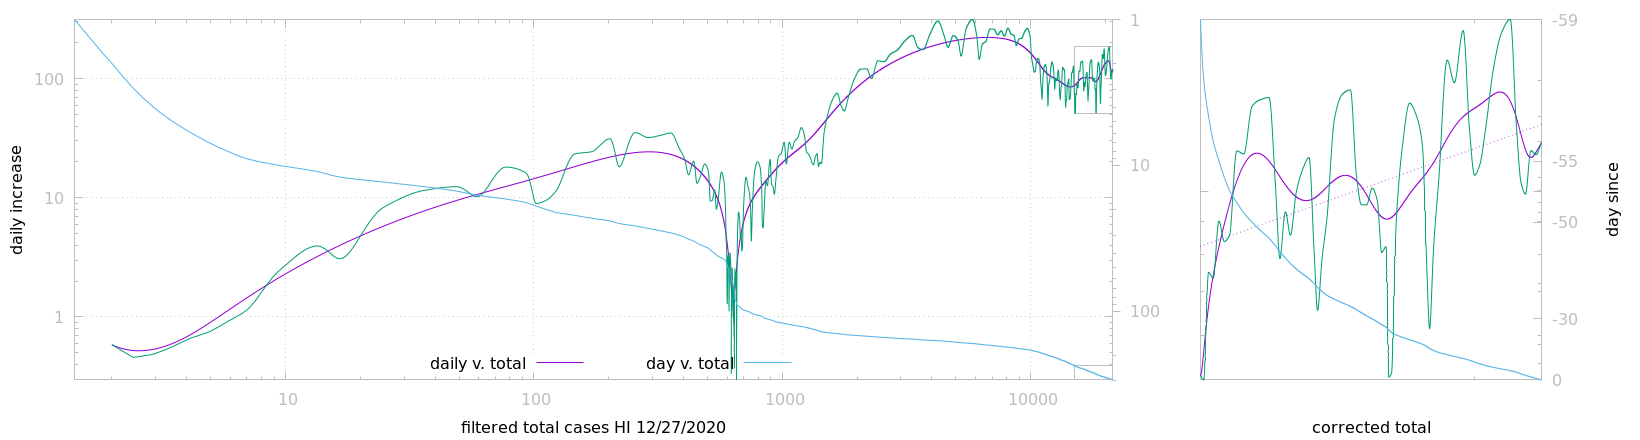 daily increase
100
10
1
daily v. total
day v. total
10
100
1000
10000
filtered total cases HI 12/27/2020
1
10
100
-59
-55
-50
-30
0
day since
corrected total